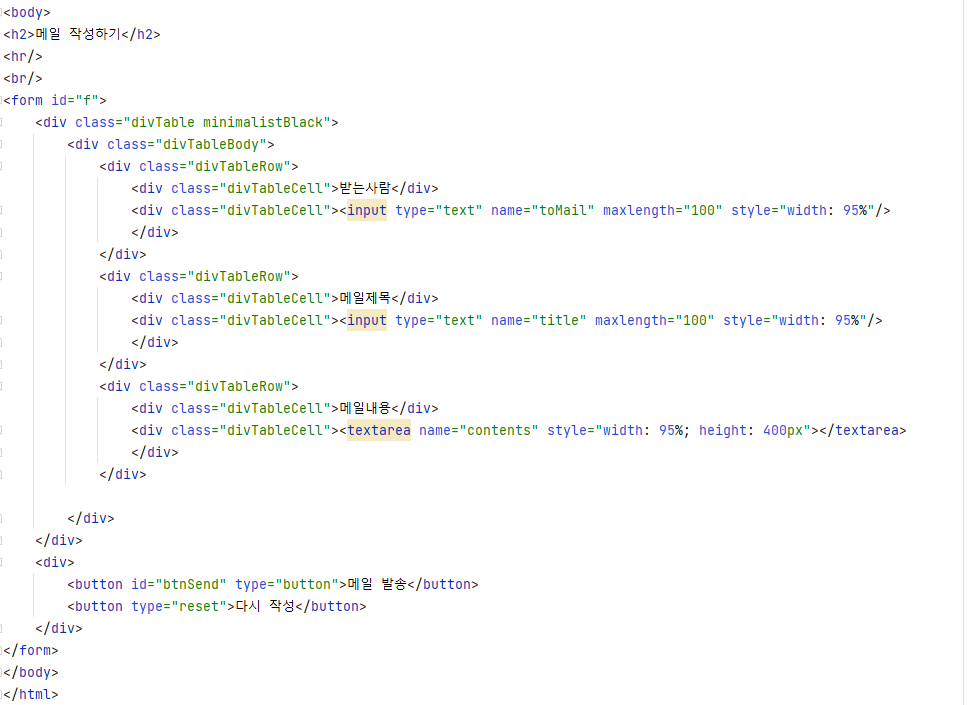 <body>
<h2>메일 작성하기</h2>
<hr/>
<br/>
<form id="f">
    <div class="divTable minimalistBlack">
        <div class="divTableBody">
            <div class="divTableRow">
                <div class="divTableCell">받는사람</div>
                <div class="divTableCell"><input type="text" name="toMail" maxlength="100" style="width: 95%"/>
                </div>
            </div>
            <div class="divTableRow">
                <div class="divTableCell">메일제목</div>
                <div class="divTableCell"><input type="text" name="title" maxlength="100" style="width: 95%"/>
                </div>
            </div>
            <div class="divTableRow">
                <div class="divTableCell">메일내용</div>
                <div class="divTableCell"><textarea name="contents" style="width: 95%; height: 400px"></textarea>
                </div>
            </div>

        </div>
    </div>
    <div>
        <button id="btnSend" type="button">메일 발송</button>
        <button type="reset">다시 작성</button>
    </div>
</form>
</body>
</html>